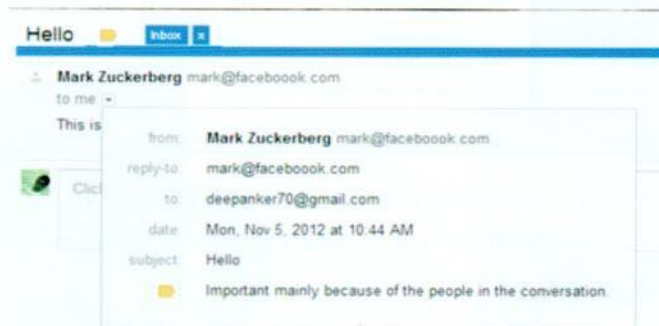 Hello Inbox x
Mark Zuckerberg mark@faceboook.com
to me
This is
from: Mark Zuckerberg mark@faceboook.com
reply-to: mark@faceboook.com
to: deepanker70@gmail.com
date: Mon, Nov 5, 2012 at 10:44 AM
subject: Hello
Important mainly because of the people in the conversation.
Clic